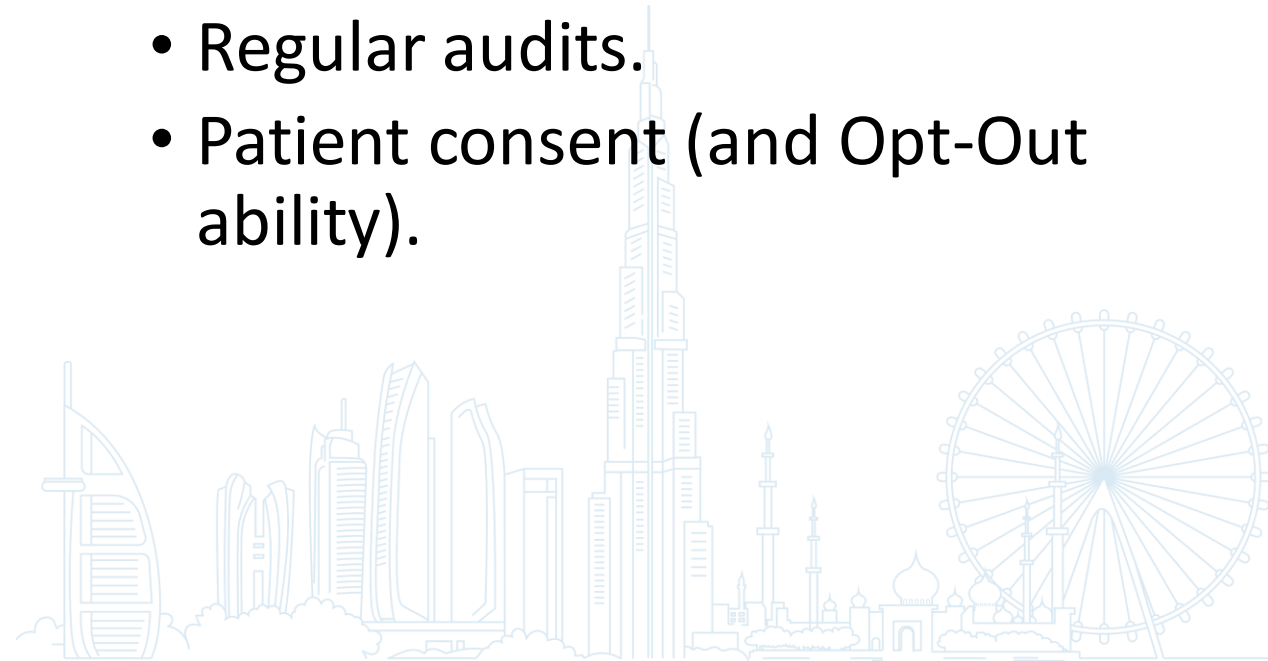 • Regular audits.
• Patient consent (and Opt-Out
ability).